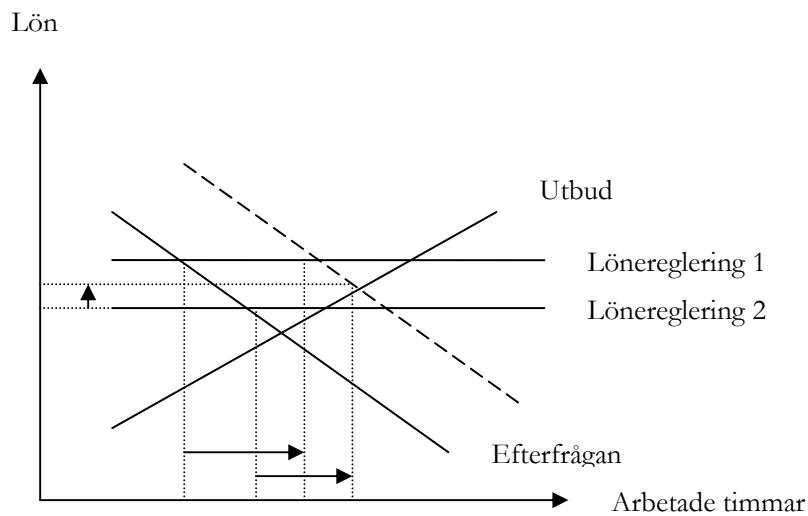 Lön
Utbud
Lönereglering 1
Lönereglering 2
Efterfrågan
Arbetade timmar